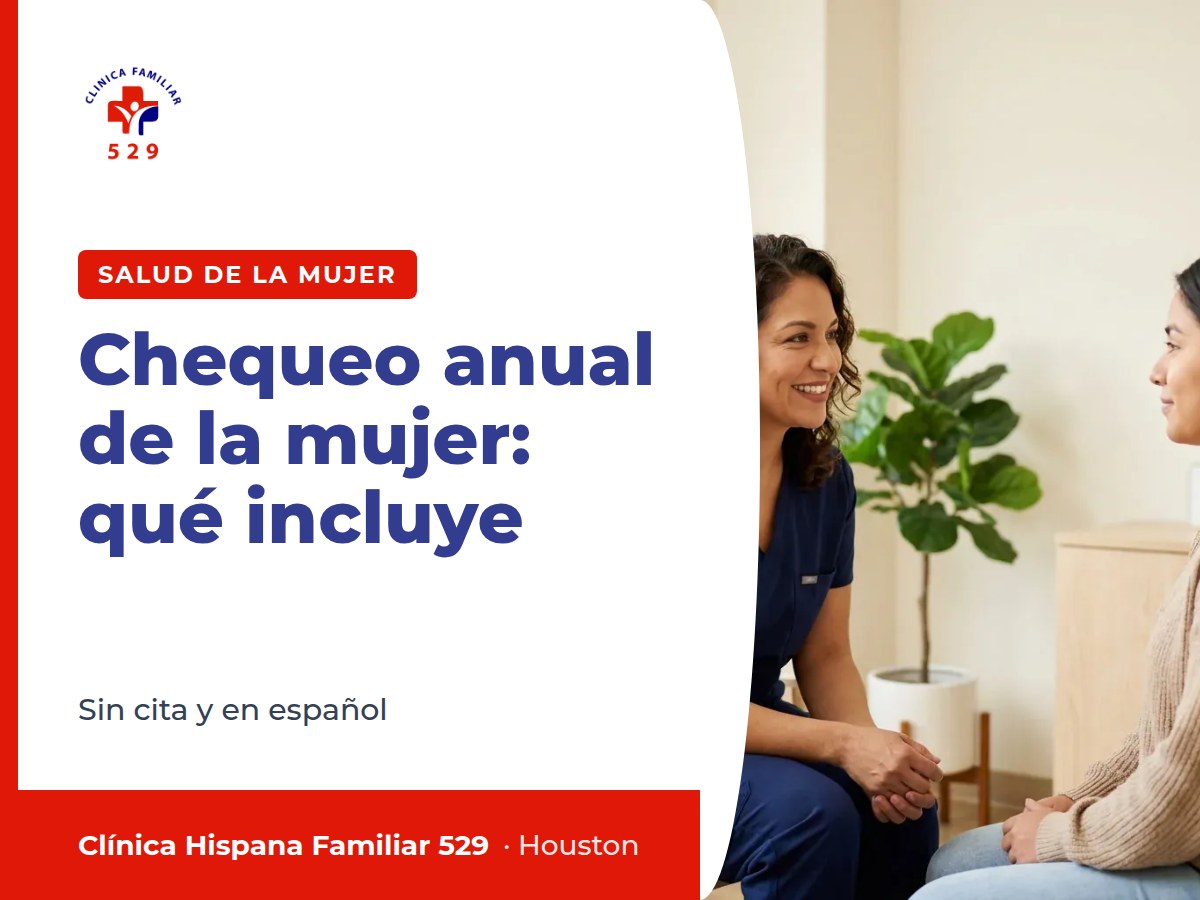 CLINICA FAMILIAR
529
SALUD DE LA MUJER
Chequeo anual
de la mujer:
qué incluye
Sin cita y en español
Clínica Hispana Familiar 529 · Houston